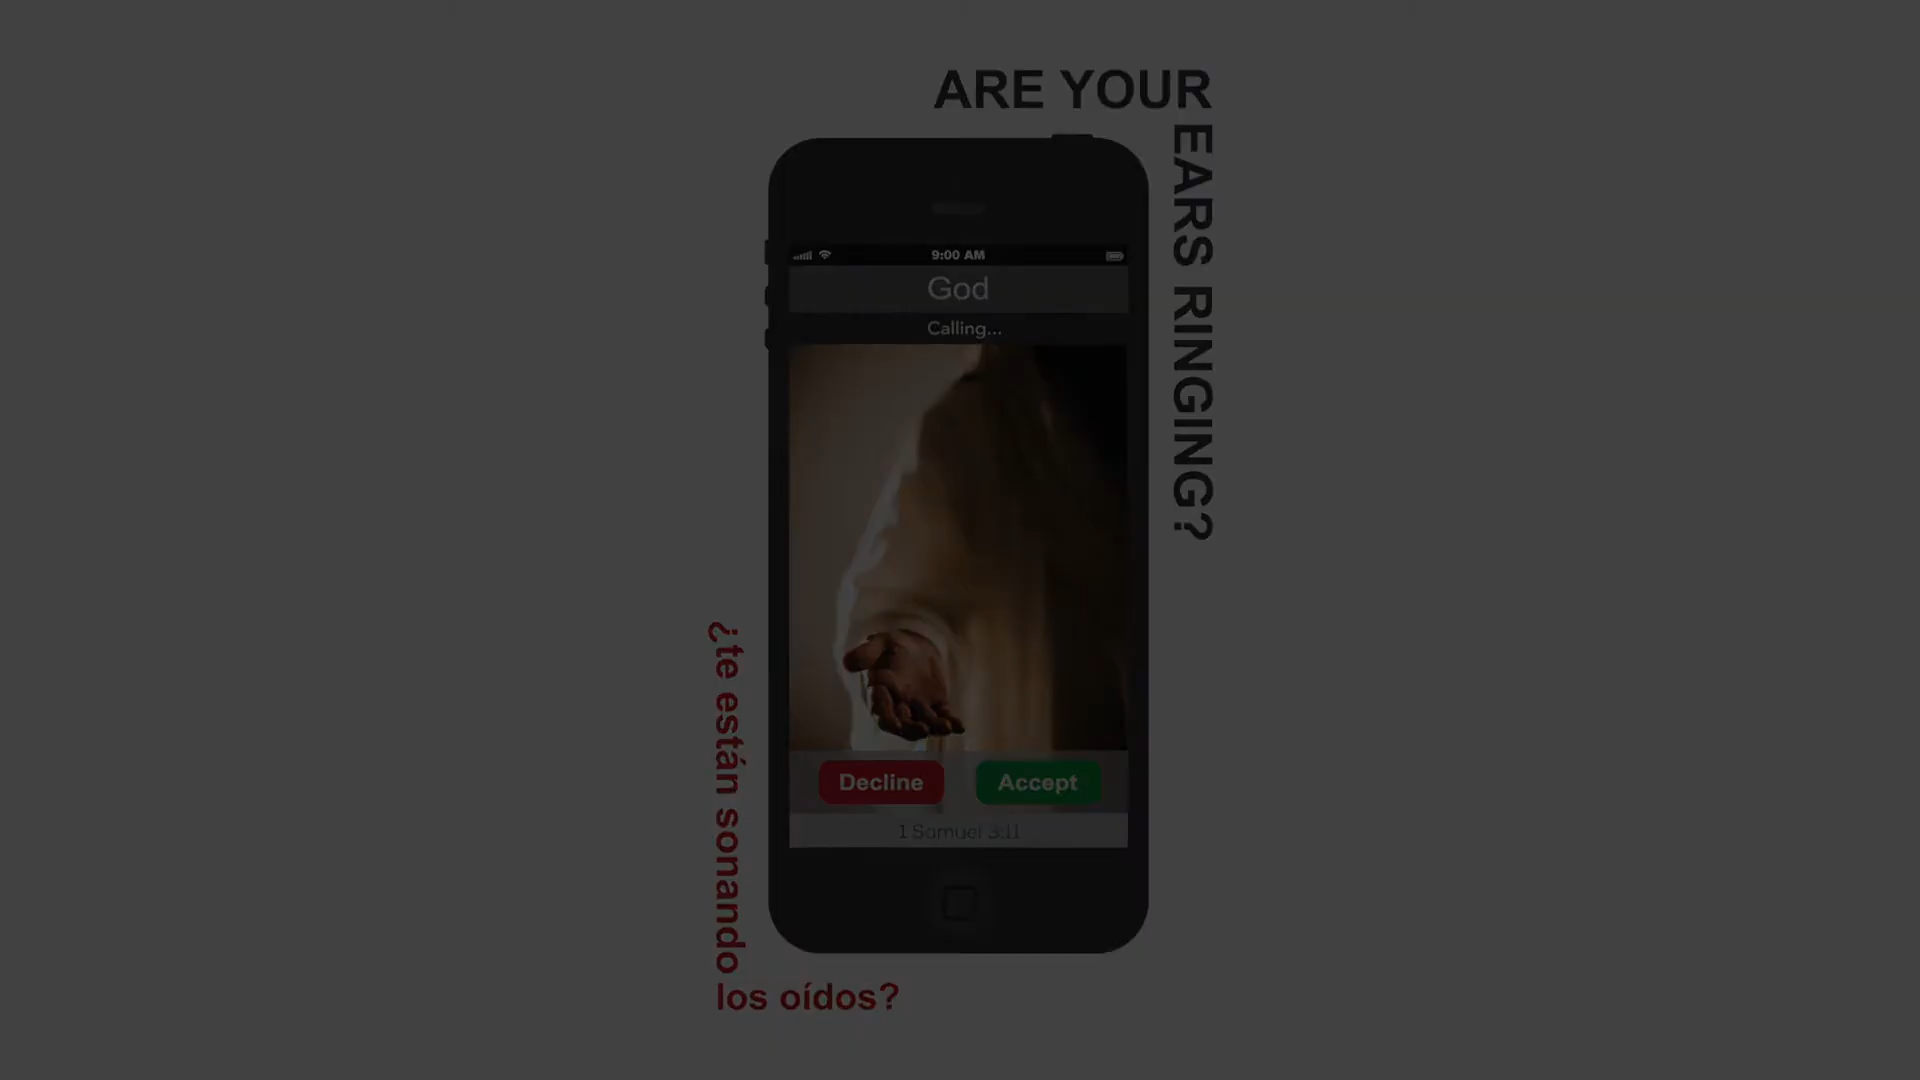 ARE YOUR
EARS RINGING?
9:00 AM
God
Calling...
Decline
Accept
1 Samuel 3:11
¿te están sonando
los oídos?